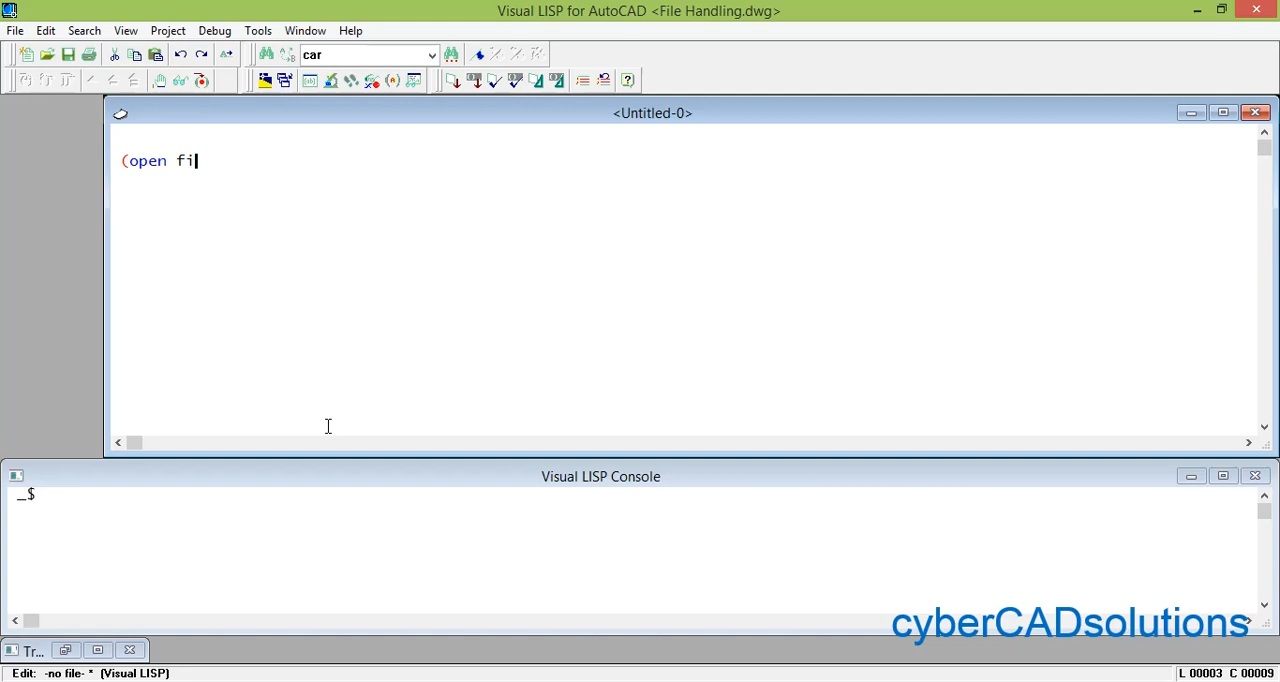 Visual LISP for AutoCAD <File Handling.dwg>
File Edit Search View Project Debug Tools Window Help
car
<Untitled-0>
(open fi
Visual LISP Console
_$
cyberCADsolutions
Tr...
Edit: -no file- * (Visual LISP)
L 00003 C 00009